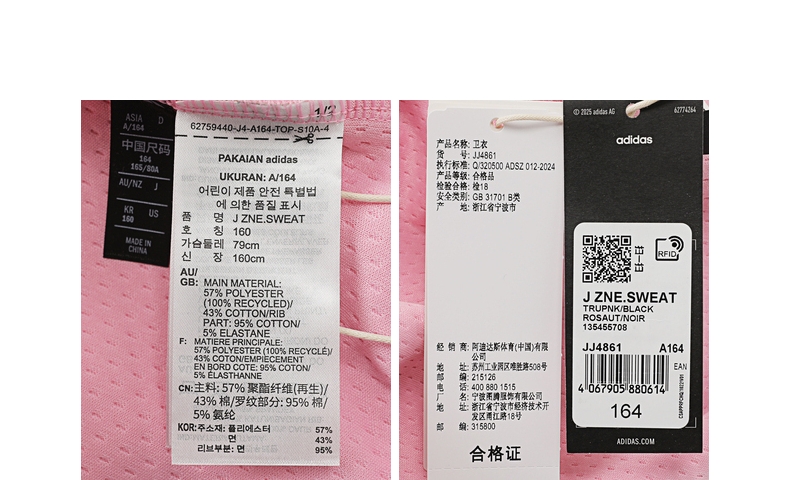 ASIA D
A/164
中国尺码
164
165/80A
AU/NZ J
KR US
160
MADE IN
CHINA
1/2
62759440-J4-A164-TOP-S10A-4
PAKAIAN adidas
UKURAN: A/164
어린이 제품 안전 특별법
에 의한 품질 표시
품 명 J ZNE.SWEAT
호 칭 160
가슴둘레 79cm
신 장 160cm
AU/
GB: MAIN MATERIAL:
57% POLYESTER
(100% RECYCLED)/
43% COTTON/RIB
PART: 95% COTTON/
5% ELASTANE
F: MATIERE PRINCIPALE:
57% POLYESTER (100% RECYCLÉ)/
43% COTON/EMPIECEMENT
EN BORD COTE: 95% COTON/
5% ÉLASTHANNE
CN: 主料: 57% 聚酯纤维(再生)/
43% 棉/罗纹部分: 95% 棉/
5% 氨纶
KOR: 주소재: 폴리에스터 57%
면 43%
리브부분: 면 95%
产品名称: 卫衣
货 号: JJ4861
执行标准: Q/320500 ADSZ 012-2024
产品等级: 合格品
检验合格: 检18
安全类别: GB 31701 B类
产 地: 浙江省宁波市
经 销 商: 阿迪达斯体育(中国)有限
公司
地 址: 苏州工业园区唯胜路508号
邮 编: 215126
电 话: 400 880 1515
厂 名: 宁波甬腾服饰有限公司
地 址: 浙江省宁波市经济技术开
发区甬江路18号
邮 编: 315800
合格证
© 2025 adidas AG
62774264
adidas
RFID
J ZNE.SWEAT
TRUPNK/BLACK
ROSAUT/NOIR
135455708
JJ4861 A164
EAN
4 067905 880614
164
ADIDAS.COM